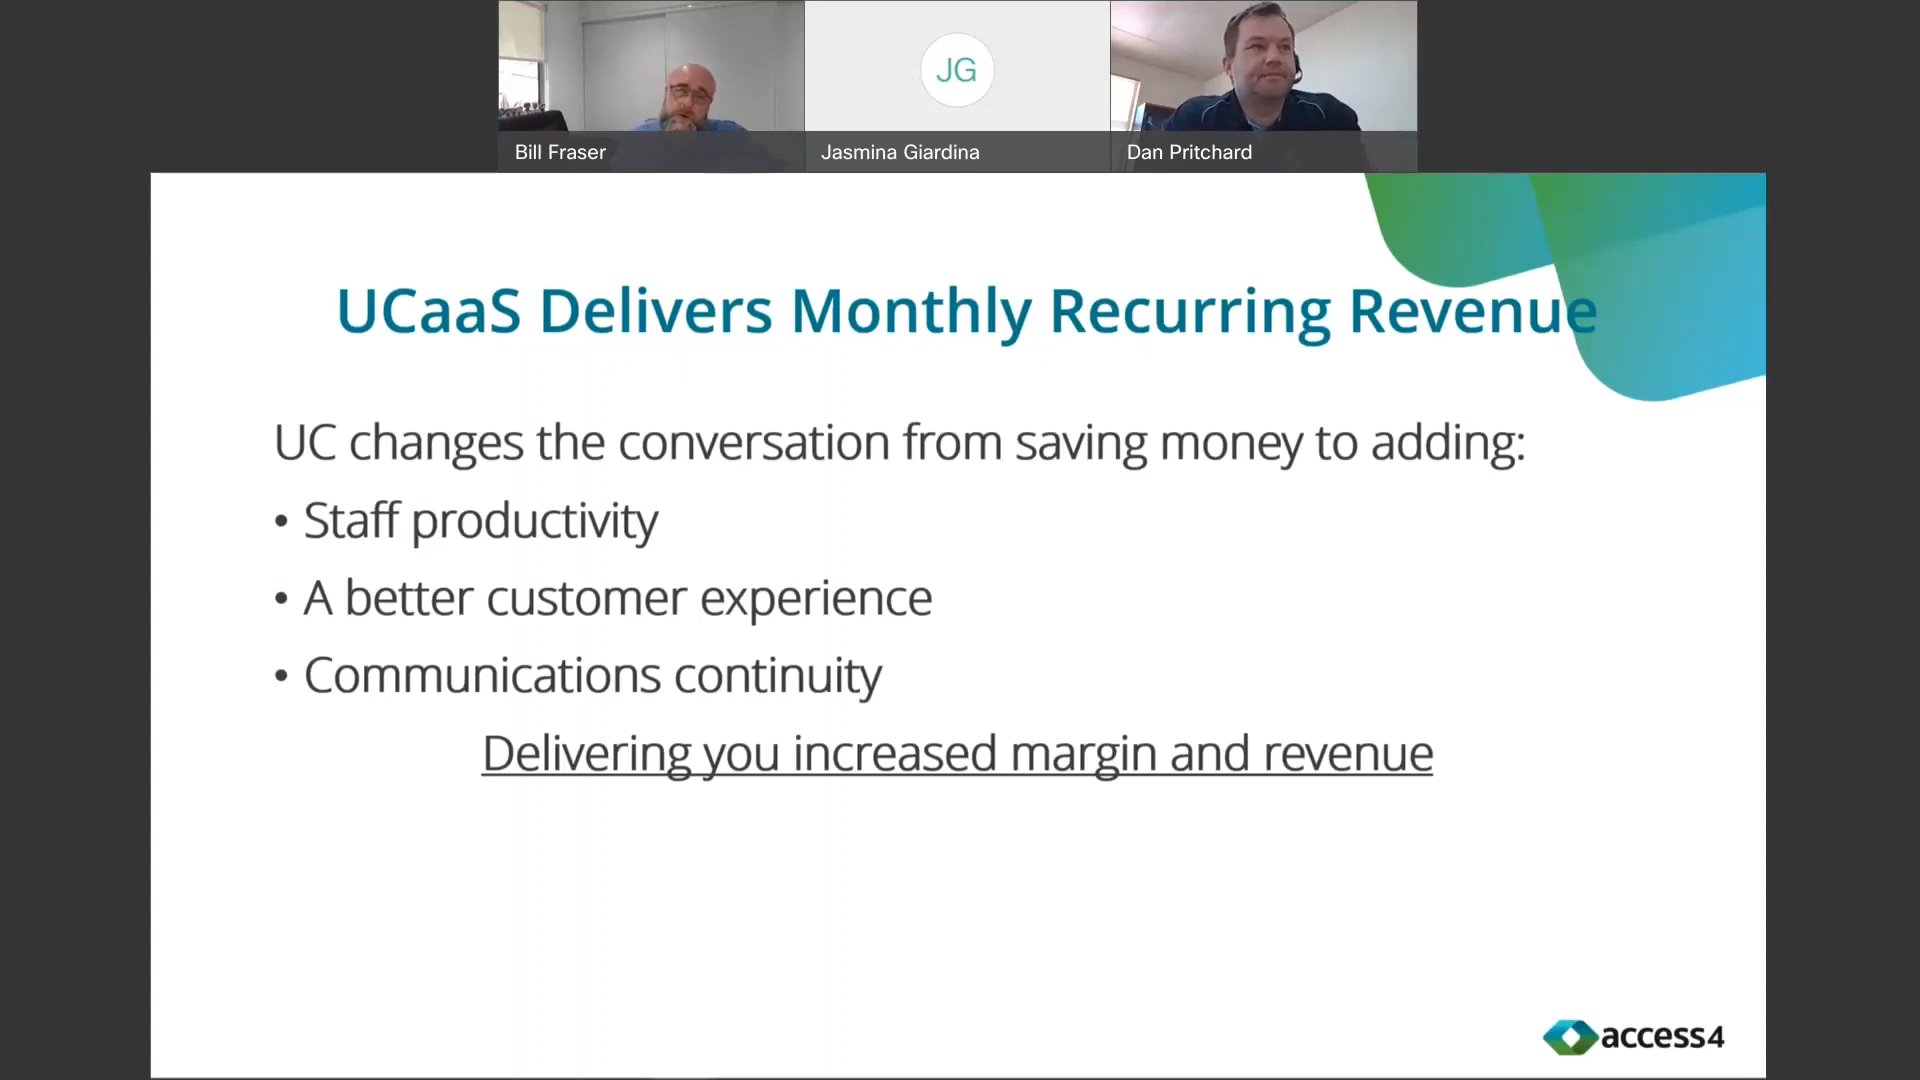 JG
Bill Fraser
Jasmina Giardina
Dan Pritchard
UCaaS Delivers Monthly Recurring Revenue
UC changes the conversation from saving money to adding:
• Staff productivity
• A better customer experience
• Communications continuity
Delivering you increased margin and revenue
access4